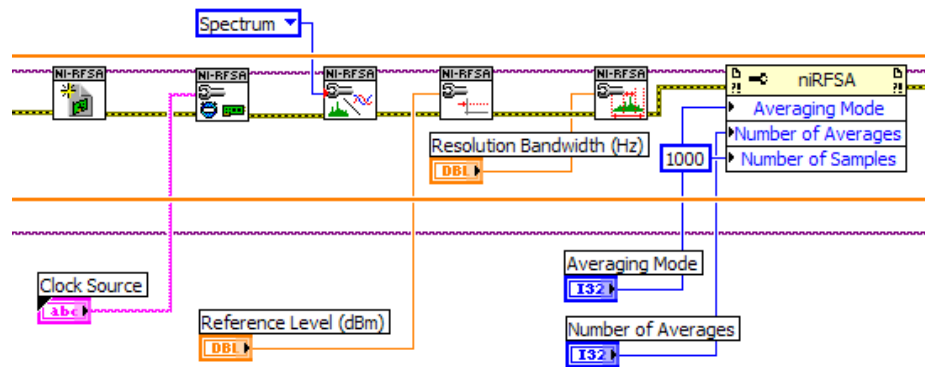 Spectrum
NI-RFSA
NI-RFSA
NI-RFSA
NI-RFSA
NI-RFSA
niRFSA
?!
?!
Averaging Mode
Number of Averages
Number of Samples
1000
Resolution Bandwidth (Hz)
DBL
Clock Source
abc
Reference Level (dBm)
DBL
Averaging Mode
I32
Number of Averages
I32